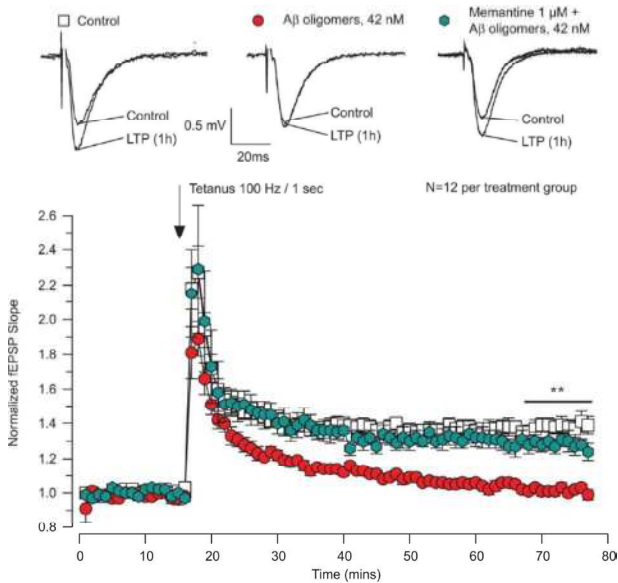 Control
Aβ oligomers, 42 nM
Memantine 1 µM +
Aβ oligomers, 42 nM
Control
LTP (1h)
0.5 mV
20ms
Control
LTP (1h)
Control
LTP (1h)
Tetanus 100 Hz / 1 sec
N=12 per treatment group
Normalized fEPSP Slope
2.6
2.4
2.2
2.0
1.8
1.6
1.4
1.2
1.0
0.8
**
0
10
20
30
40
50
60
70
80
Time (mins)